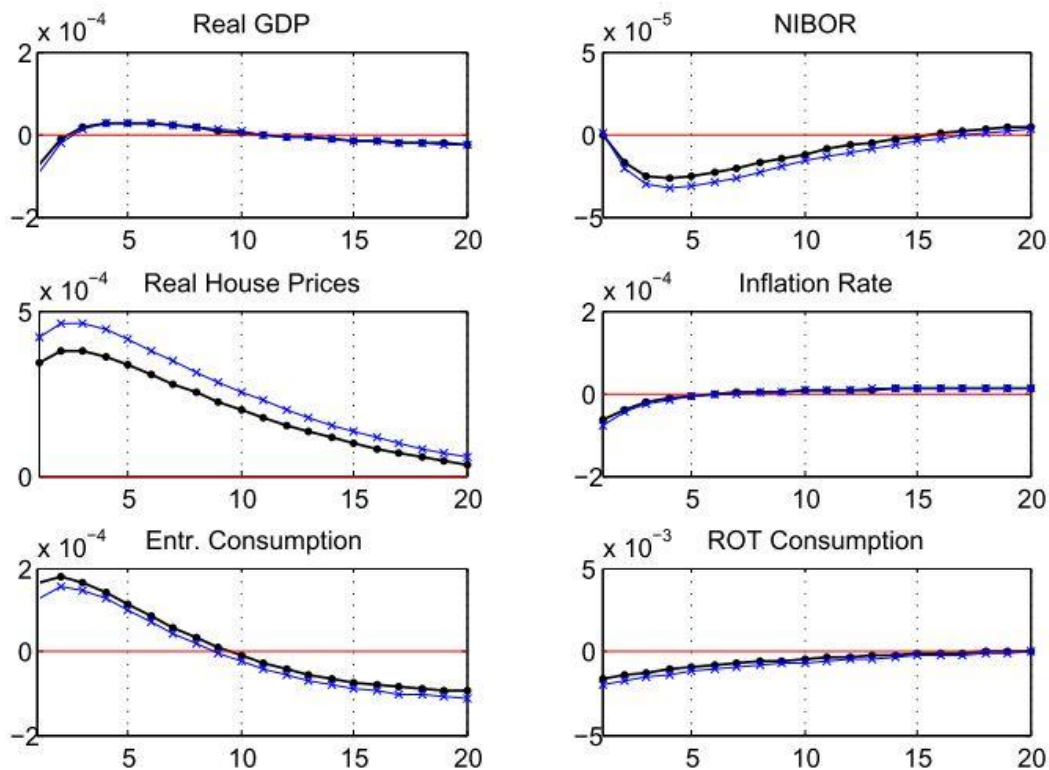 Real GDP
x 10⁻⁴
2
0
−2
5 10 15 20
NIBOR
x 10⁻⁵
5
0
−5
5 10 15 20
Real House Prices
x 10⁻⁴
5
0
5 10 15 20
Inflation Rate
x 10⁻⁴
2
0
−2
5 10 15 20
Entr. Consumption
x 10⁻⁴
2
0
−2
5 10 15 20
ROT Consumption
x 10⁻³
5
0
−5
5 10 15 20